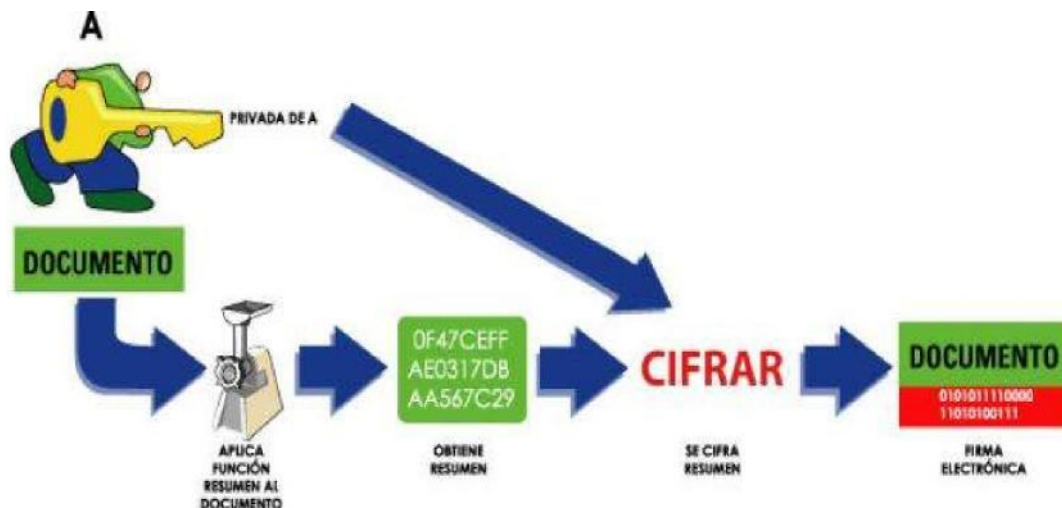 A
PRIVADA DE A
DOCUMENTO
0F47CEFF
AE0317DB
AA567C29
CIFRAR
DOCUMENTO
0101011110000
11010100111
APLICA
FUNCIÓN
RESUMEN AL
DOCUMENTO
OBTIENE
RESUMEN
SE CIFRA
RESUMEN
FIRMA
ELECTRÓNICA